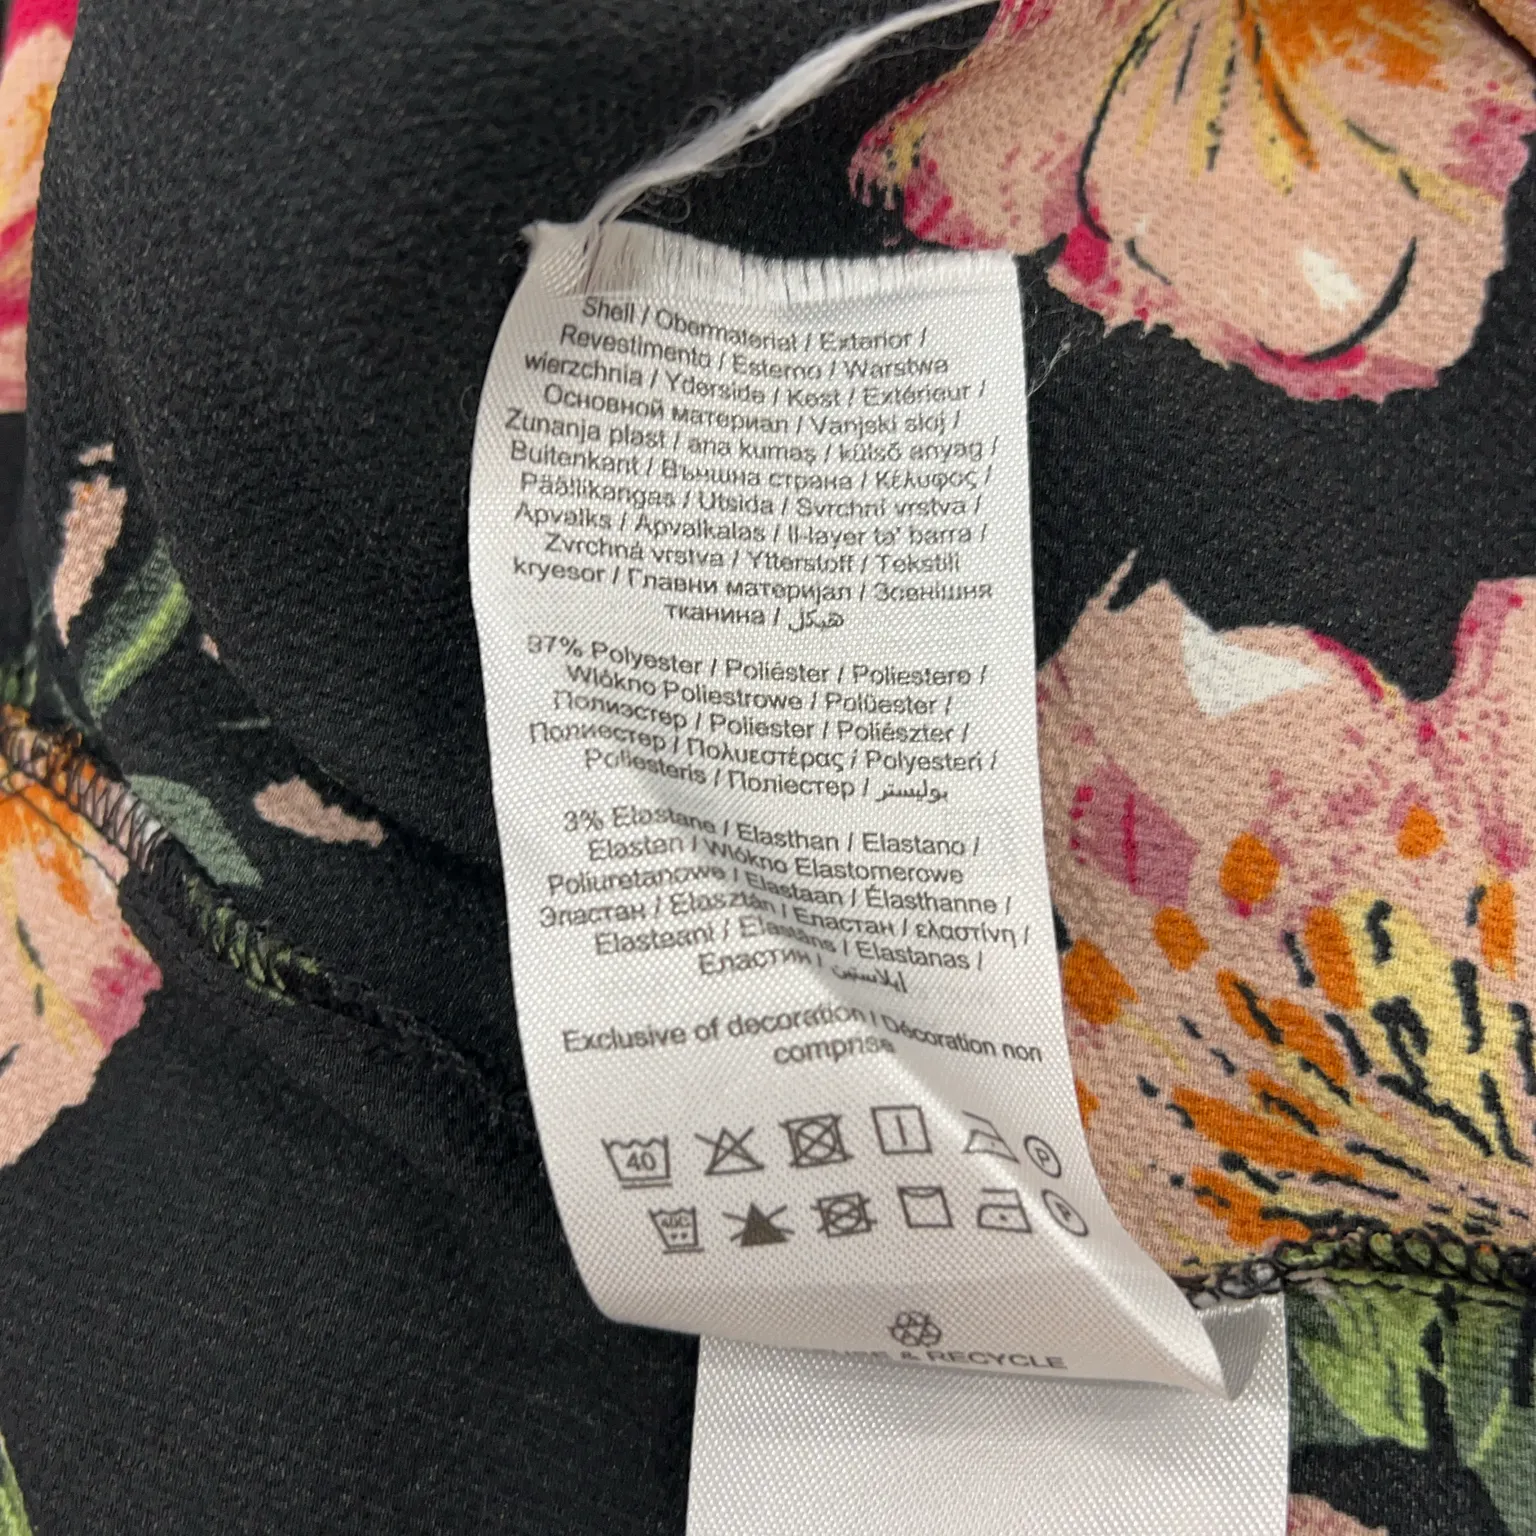 Shell / Obermaterial / Exterior /
Revestimento / Esterno / Warstwa
wierzchnia / Yderside / Kest / Extérieur /
Основной материал / Vanjski sloj /
Zunanja plast / ana kumaş / külső anyag /
Buitenkant / Външна страна / Κέλυφος /
Päällikangas / Utsida / Svrchní vrstva /
Apvalks / Apvalkalas / Il-layer ta' barra /
Zvrchná vrstva / Ytterstoff / Tekstili
kryesor / Главни материјал / Зовнішня
тканина / هيكل
97% Polyester / Poliéster / Poliestere /
Włókno Poliestrowe / Polüester /
Полиэстер / Poliester / Poliészter /
Полиестер / Πολυεστέρας / Polyesteri /
Poliesteris / Поліестер / بوليستر
3% Elastane / Elasthan / Elastano /
Elastan / Włókno Elastomerowe
Poliuretanowe / Elastaan / Élasthanne /
Эластан / Elasztán / Еластан / ελαστίνη /
Elasteani / Elastāns / Elastanas /
Еластин / ايلاستين
Exclusive of decoration / Décoration non
comprise
40 P
40C P
& RECYCLE